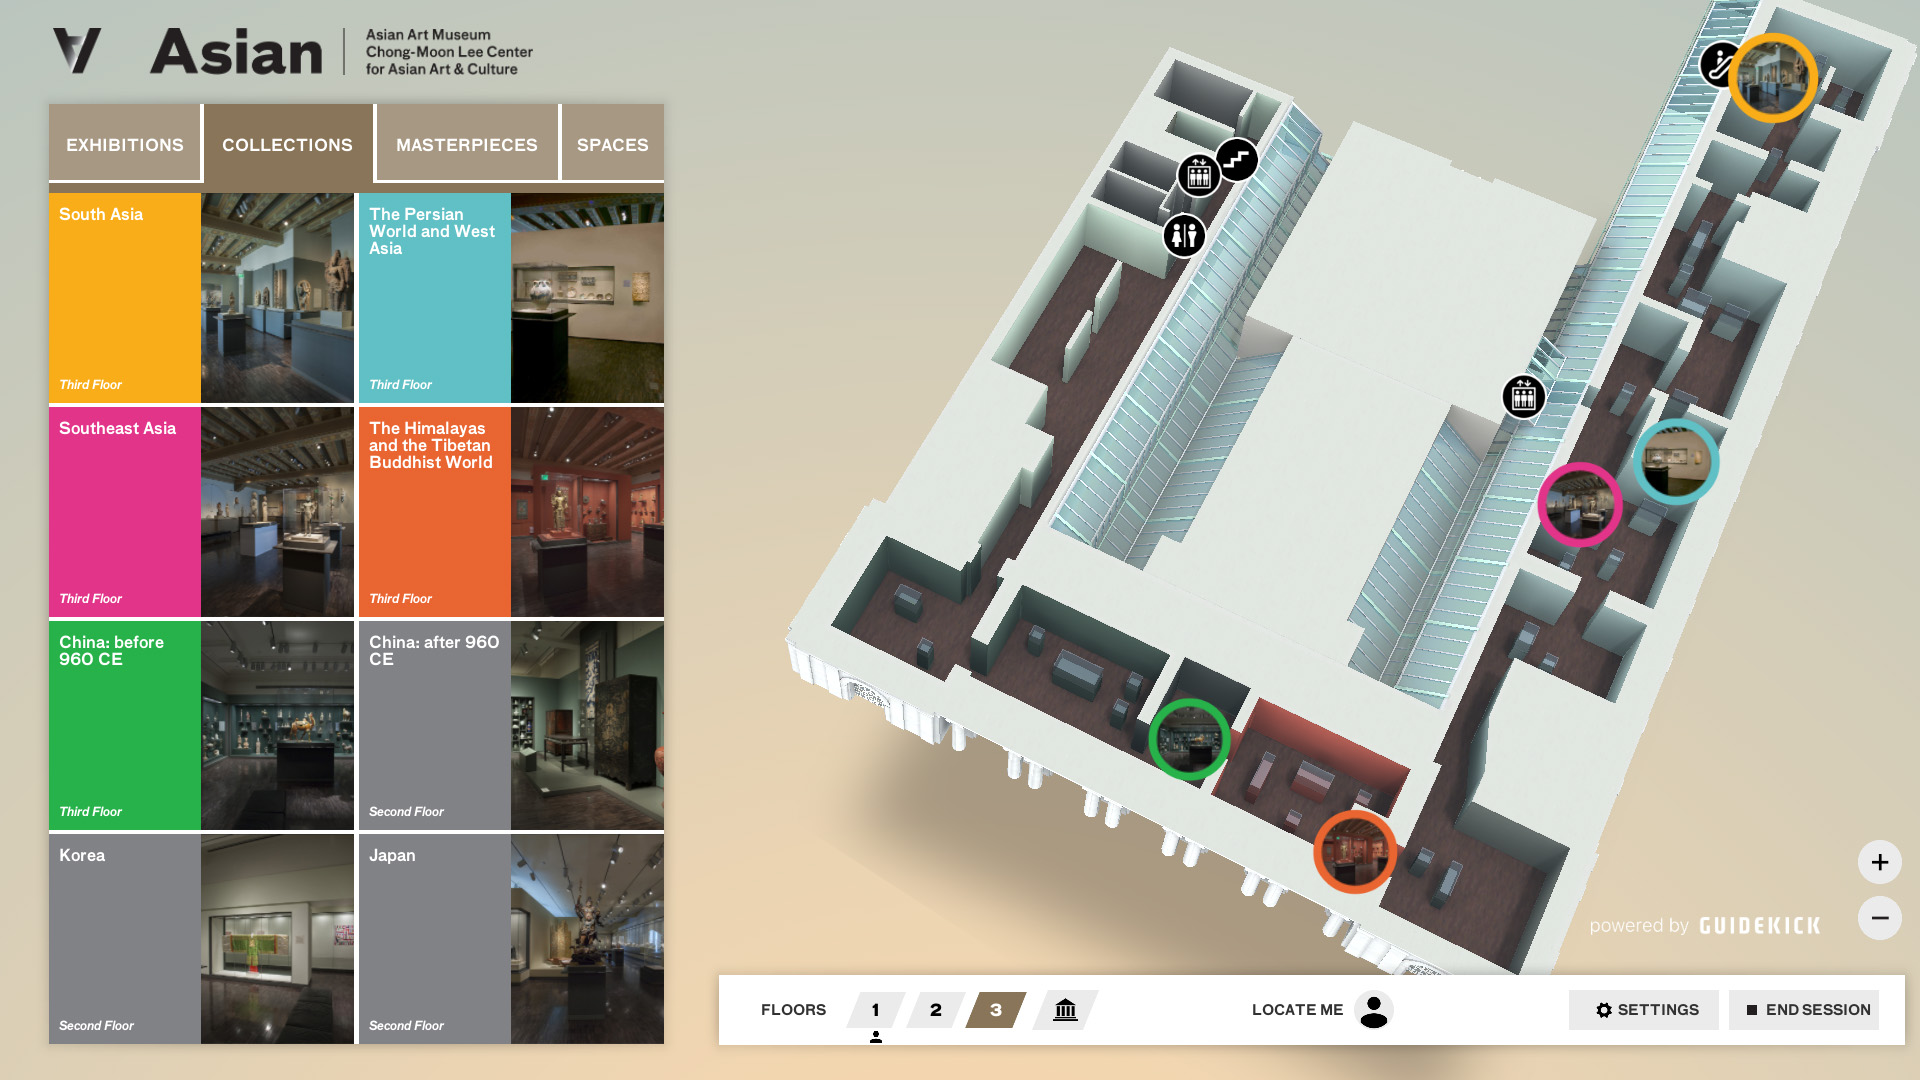 Asian
Asian Art Museum
Chong-Moon Lee Center
for Asian Art & Culture
EXHIBITIONS
COLLECTIONS
MASTERPIECES
SPACES
South Asia
Third Floor
The Persian
World and West
Asia
Third Floor
Southeast Asia
Third Floor
The Himalayas
and the Tibetan
Buddhist World
Third Floor
China: before
960 CE
Third Floor
China: after 960
CE
Second Floor
Korea
Second Floor
Japan
Second Floor
powered by GUIDEKICK
FLOORS
1
2
3
LOCATE ME
SETTINGS
END SESSION